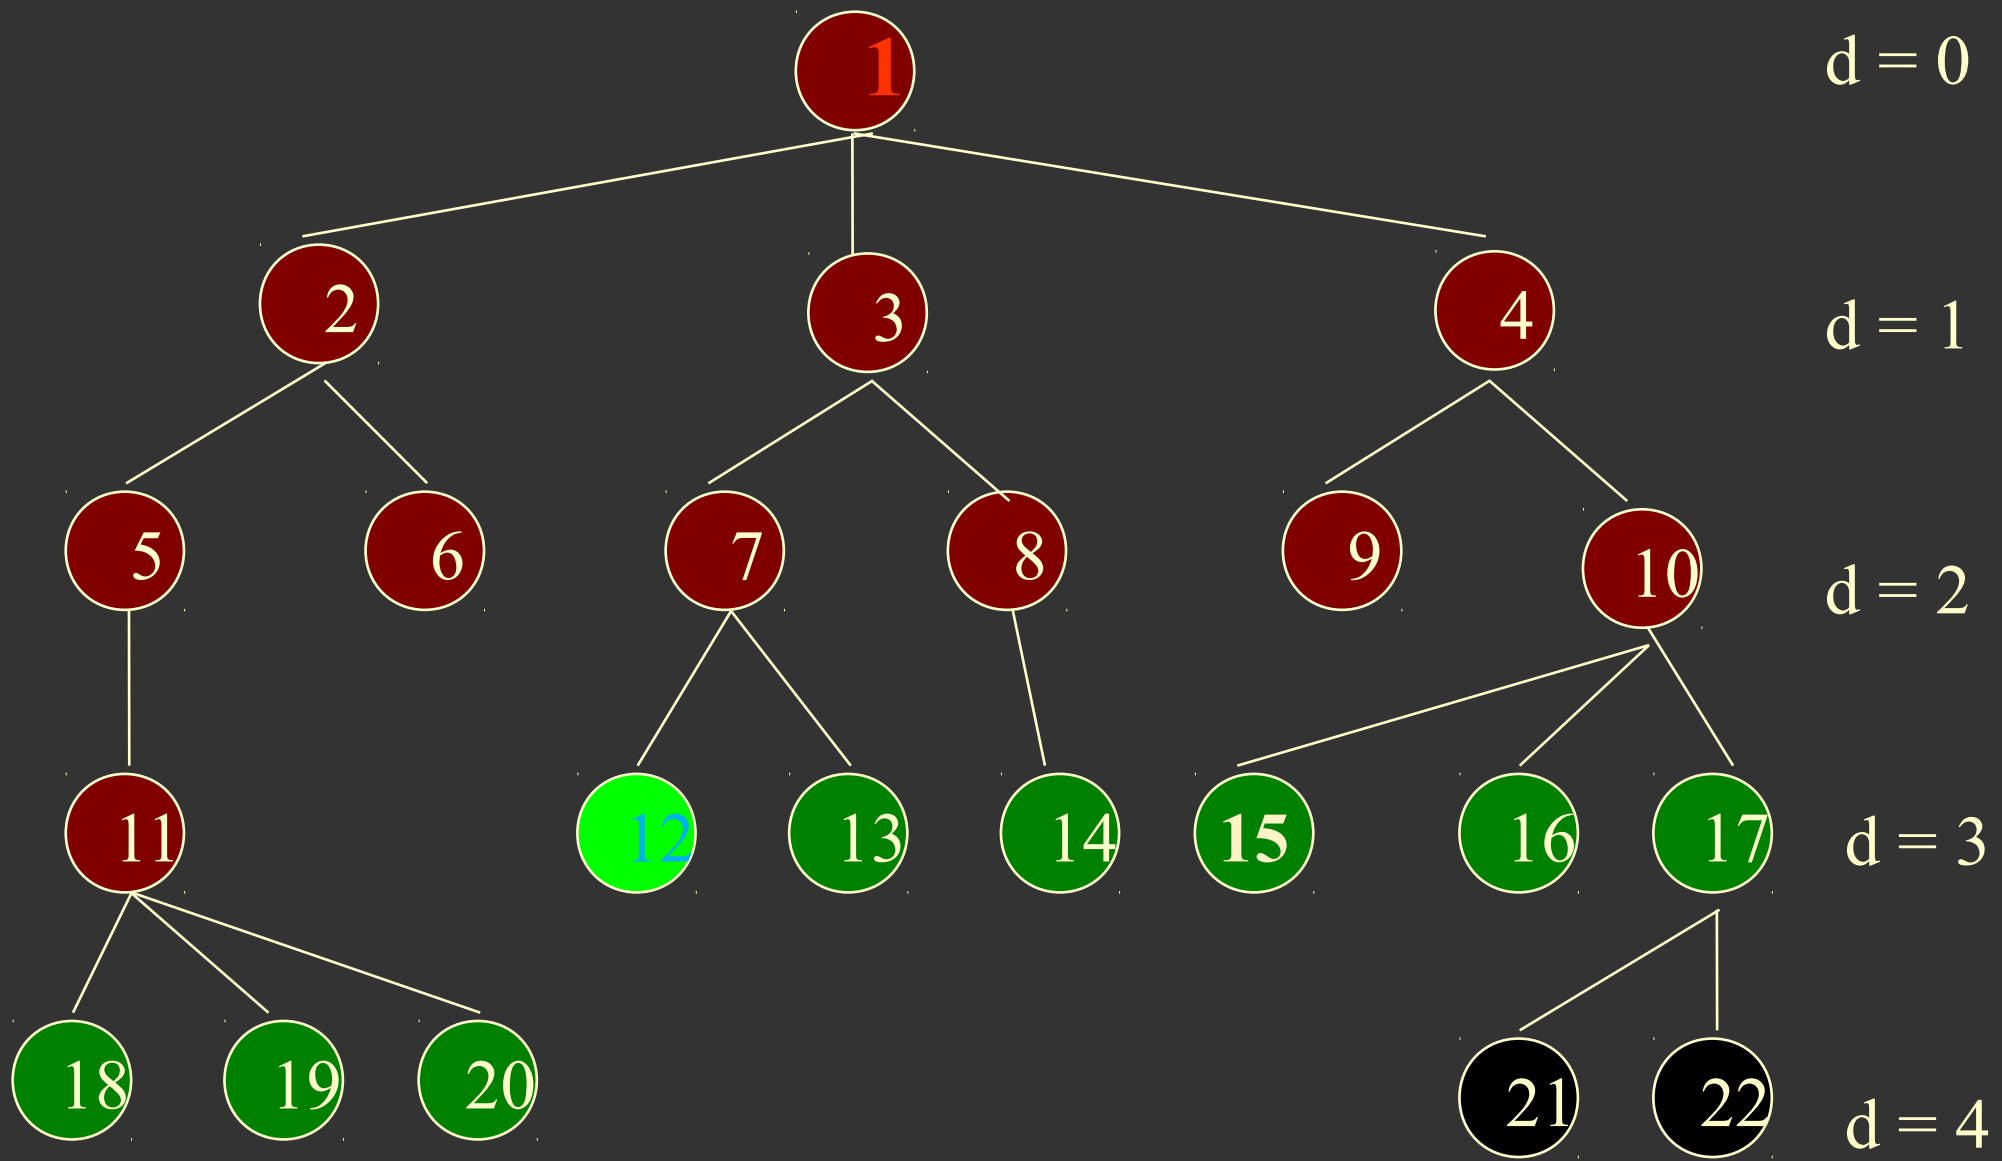 1 d = 0
2 3 4 d = 1
5 6 7 8 9 10 d = 2
11 12 13 14 15 16 17 d = 3
18 19 20 21 22 d = 4